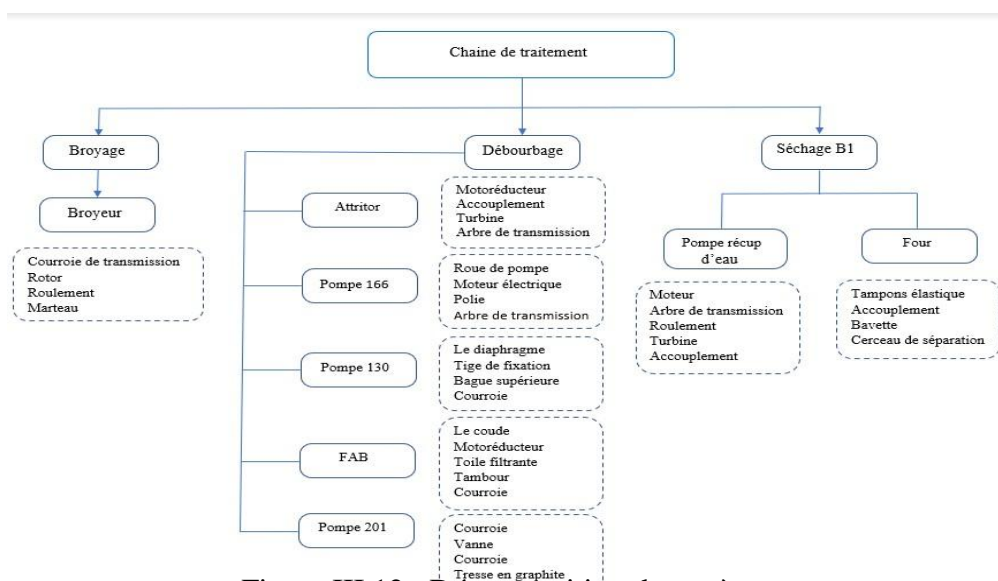 Chaine de traitement
Broyage
Broyeur
Courroie de transmission
Rotor
Roulement
Marteau
Débourbage
Attritor
Motoréducteur
Accouplement
Turbine
Arbre de transmission
Pompe 166
Roue de pompe
Moteur électrique
Polie
Arbre de transmission
Pompe 130
Le diaphragme
Tige de fixation
Bague supérieure
Courroie
FAB
Le coude
Motoréducteur
Toile filtrante
Tambour
Courroie
Pompe 201
Courroie
Vanne
Courroie
Tresse en graphite
Séchage B1
Pompe récup
d'eau
Moteur
Arbre de transmission
Roulement
Turbine
Accouplement
Four
Tampons élastique
Accouplement
Bavette
Cerceau de séparation